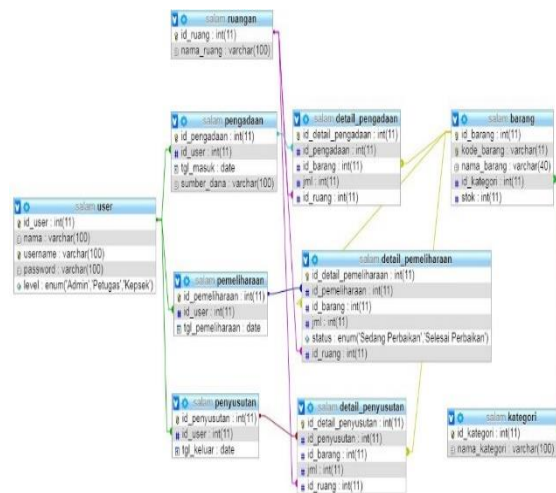 salam ruangan
id_ruang : int(11)
nama_ruang : varchar(100)
salam pengadaan
id_pengadaan : int(11)
id_user : int(11)
tgl_masuk : date
sumber_dana : varchar(100)
salam detail_pengadaan
id_detail_pengadaan : int(11)
id_pengadaan : int(11)
id_barang : int(11)
jml : int(11)
id_ruang : int(11)
salam barang
id_barang : int(11)
kode_barang : varchar(11)
nama_barang : varchar(40)
id_kategori : int(11)
stok : int(11)
salam user
id_user : int(11)
nama : varchar(100)
username : varchar(100)
password : varchar(100)
level : enum('Admin','Petugas','Kepsek')
salam pemeliharaan
id_pemeliharaan : int(11)
id_user : int(11)
tgl_pemeliharaan : date
salam detail_pemeliharaan
id_detail_pemeliharaan : int(11)
id_pemeliharaan : int(11)
id_barang : int(11)
jml : int(11)
status : enum('Sedang Perbaikan','Selesai Perbaikan')
id_ruang : int(11)
salam penyusutan
id_penyusutan : int(11)
id_user : int(11)
tgl_keluar : date
salam detail_penyusutan
id_detail_penyusutan : int(11)
id_penyusutan : int(11)
id_barang : int(11)
jml : int(11)
id_ruang : int(11)
salam kategori
id_kategori : int(11)
nama_kategori : varchar(100)